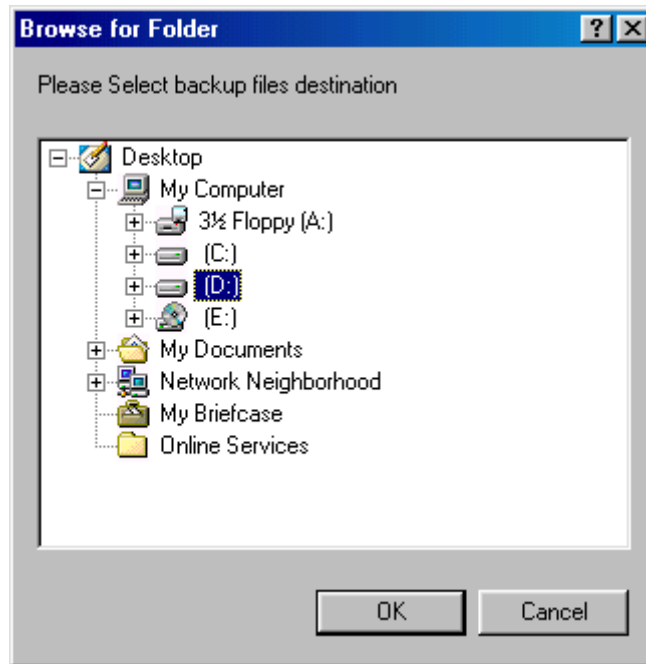 Browse for Folder
Please Select backup files destination
Desktop
My Computer
3½ Floppy (A:)
(C:)
(D:)
(E:)
My Documents
Network Neighborhood
My Briefcase
Online Services
OK Cancel